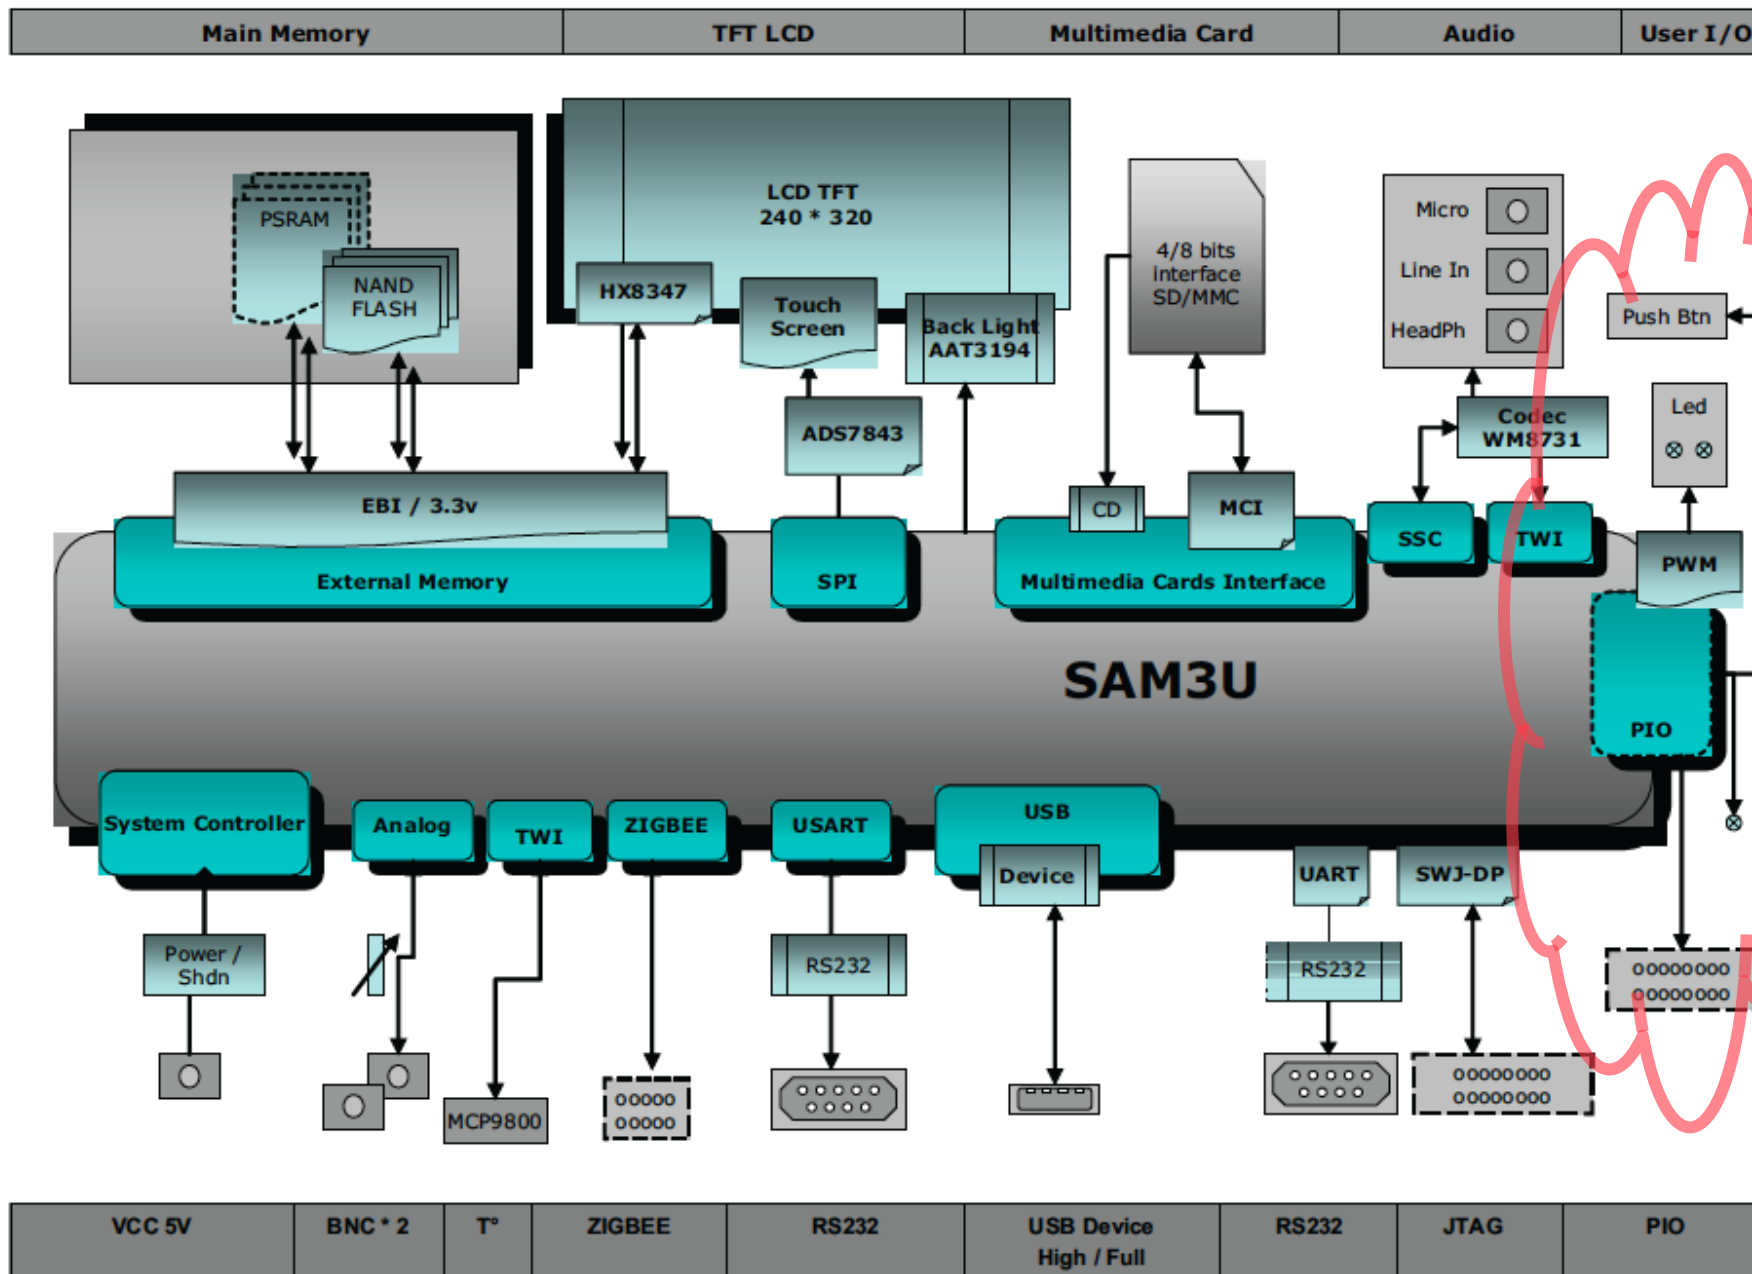 Main Memory
TFT LCD
Multimedia Card
Audio
User I/O
PSRAM
NAND
FLASH
LCD TFT
240 * 320
HX8347
Touch
Screen
Back Light
AAT3194
ADS7843
4/8 bits
interface
SD/MMC
Micro
Line In
HeadPh
Push Btn
Led
Codec
WM8731
EBI / 3.3v
CD
MCI
External Memory
SPI
Multimedia Cards Interface
SSC
TWI
PWM
SAM3U
PIO
System Controller
Analog
TWI
ZIGBEE
USART
USB
Device
UART
SWJ-DP
Power /
Shdn
RS232
RS232
MCP9800
VCC 5V
BNC * 2
T°
ZIGBEE
RS232
USB Device
High / Full
RS232
JTAG
PIO